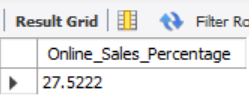 Result Grid Filter Ro
Online_Sales_Percentage
27.5222